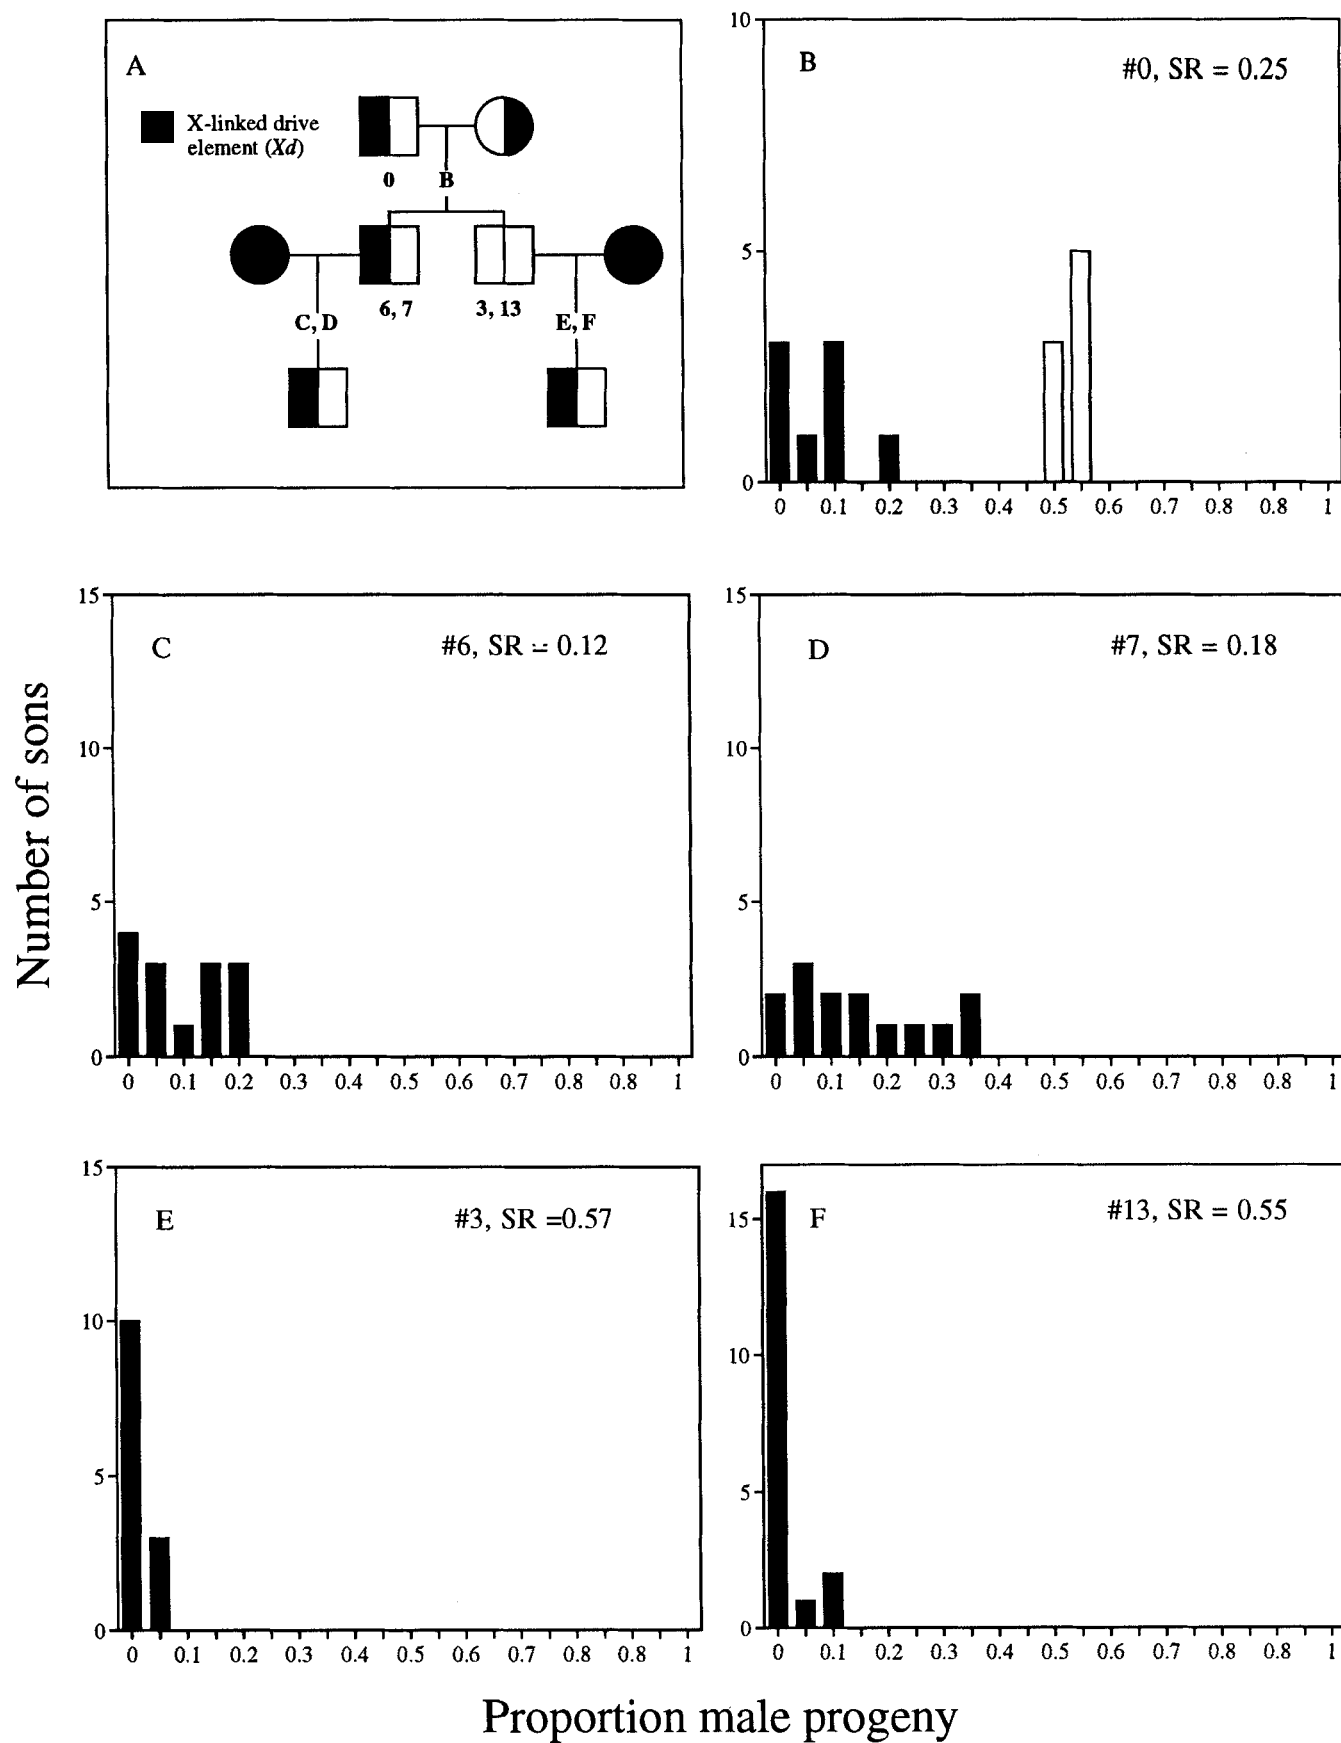 A
X-linked drive
element (Xd)
0 B
6, 7 3, 13
C, D E, F
B #0, SR = 0.25
10
5
0
0 0.1 0.2 0.3 0.4 0.5 0.6 0.7 0.8 0.8 1
Number of sons
C #6, SR = 0.12
15
10
5
0
0 0.1 0.2 0.3 0.4 0.5 0.6 0.7 0.8 0.8 1
D #7, SR = 0.18
15
10
5
0
0 0.1 0.2 0.3 0.4 0.5 0.6 0.7 0.8 0.8 1
E #3, SR =0.57
15
10
5
0
0 0.1 0.2 0.3 0.4 0.5 0.6 0.7 0.8 0.8 1
F #13, SR = 0.55
15
10
5
0
0 0.1 0.2 0.3 0.4 0.5 0.6 0.7 0.8 0.8 1
Proportion male progeny